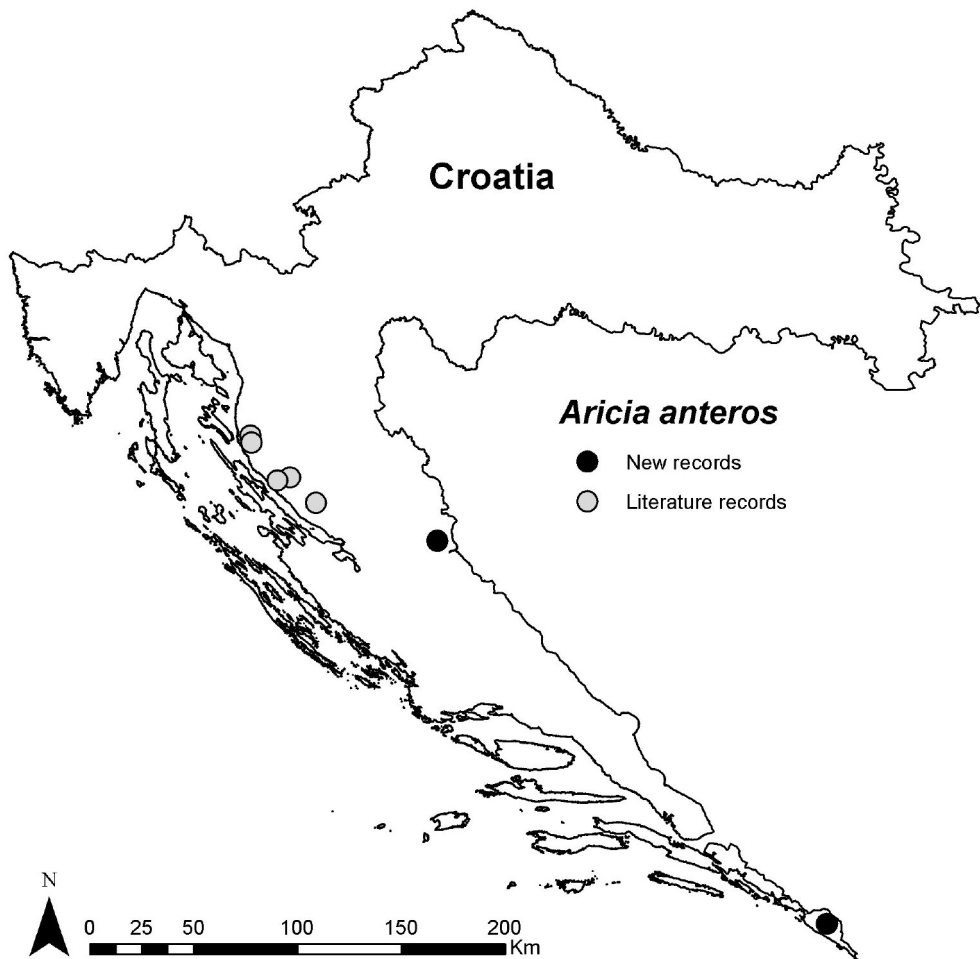 Croatia
Aricia anteros
New records
Literature records
N
0 25 50 100 150 200
Km